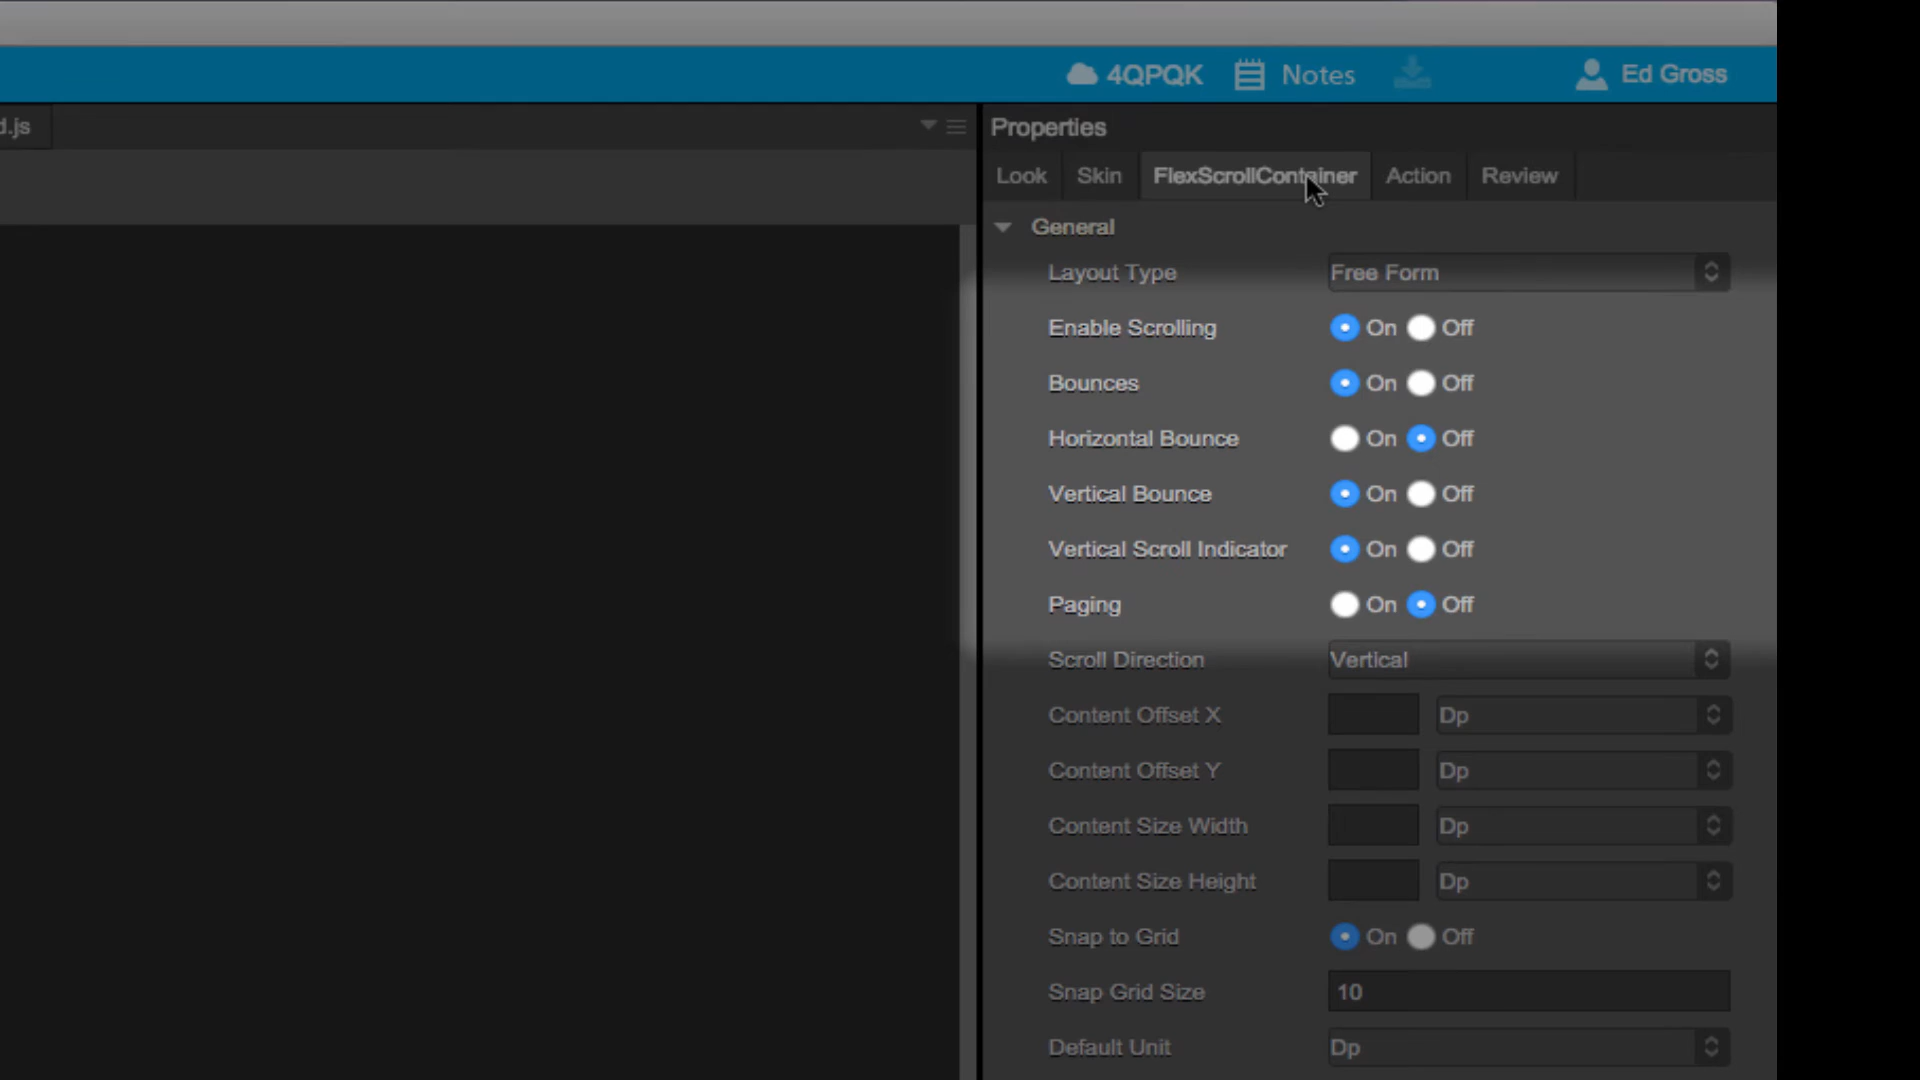 4QPQK Notes Ed Gross
d.js
Properties
Look Skin FlexScrollContainer Action Review
General
Layout Type Free Form
Enable Scrolling On Off
Bounces On Off
Horizontal Bounce On Off
Vertical Bounce On Off
Vertical Scroll Indicator On Off
Paging On Off
Scroll Direction Vertical
Content Offset X Dp
Content Offset Y Dp
Content Size Width Dp
Content Size Height Dp
Snap to Grid On Off
Snap Grid Size 10
Default Unit Dp